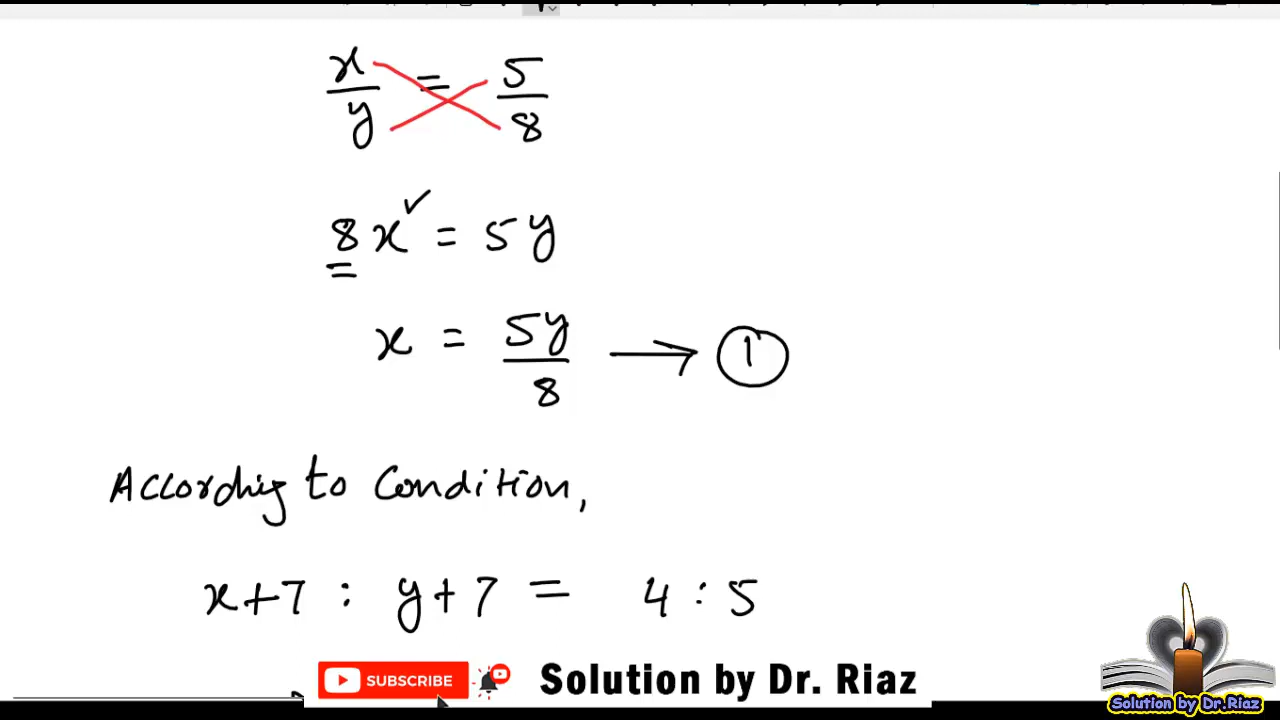 x/y = 5/8
8x = 5y
x = 5y/8 → ①
According to Condition,
x+7 : y+7 = 4 : 5
SUBSCRIBE Solution by Dr. Riaz
Solution by Dr.Riaz